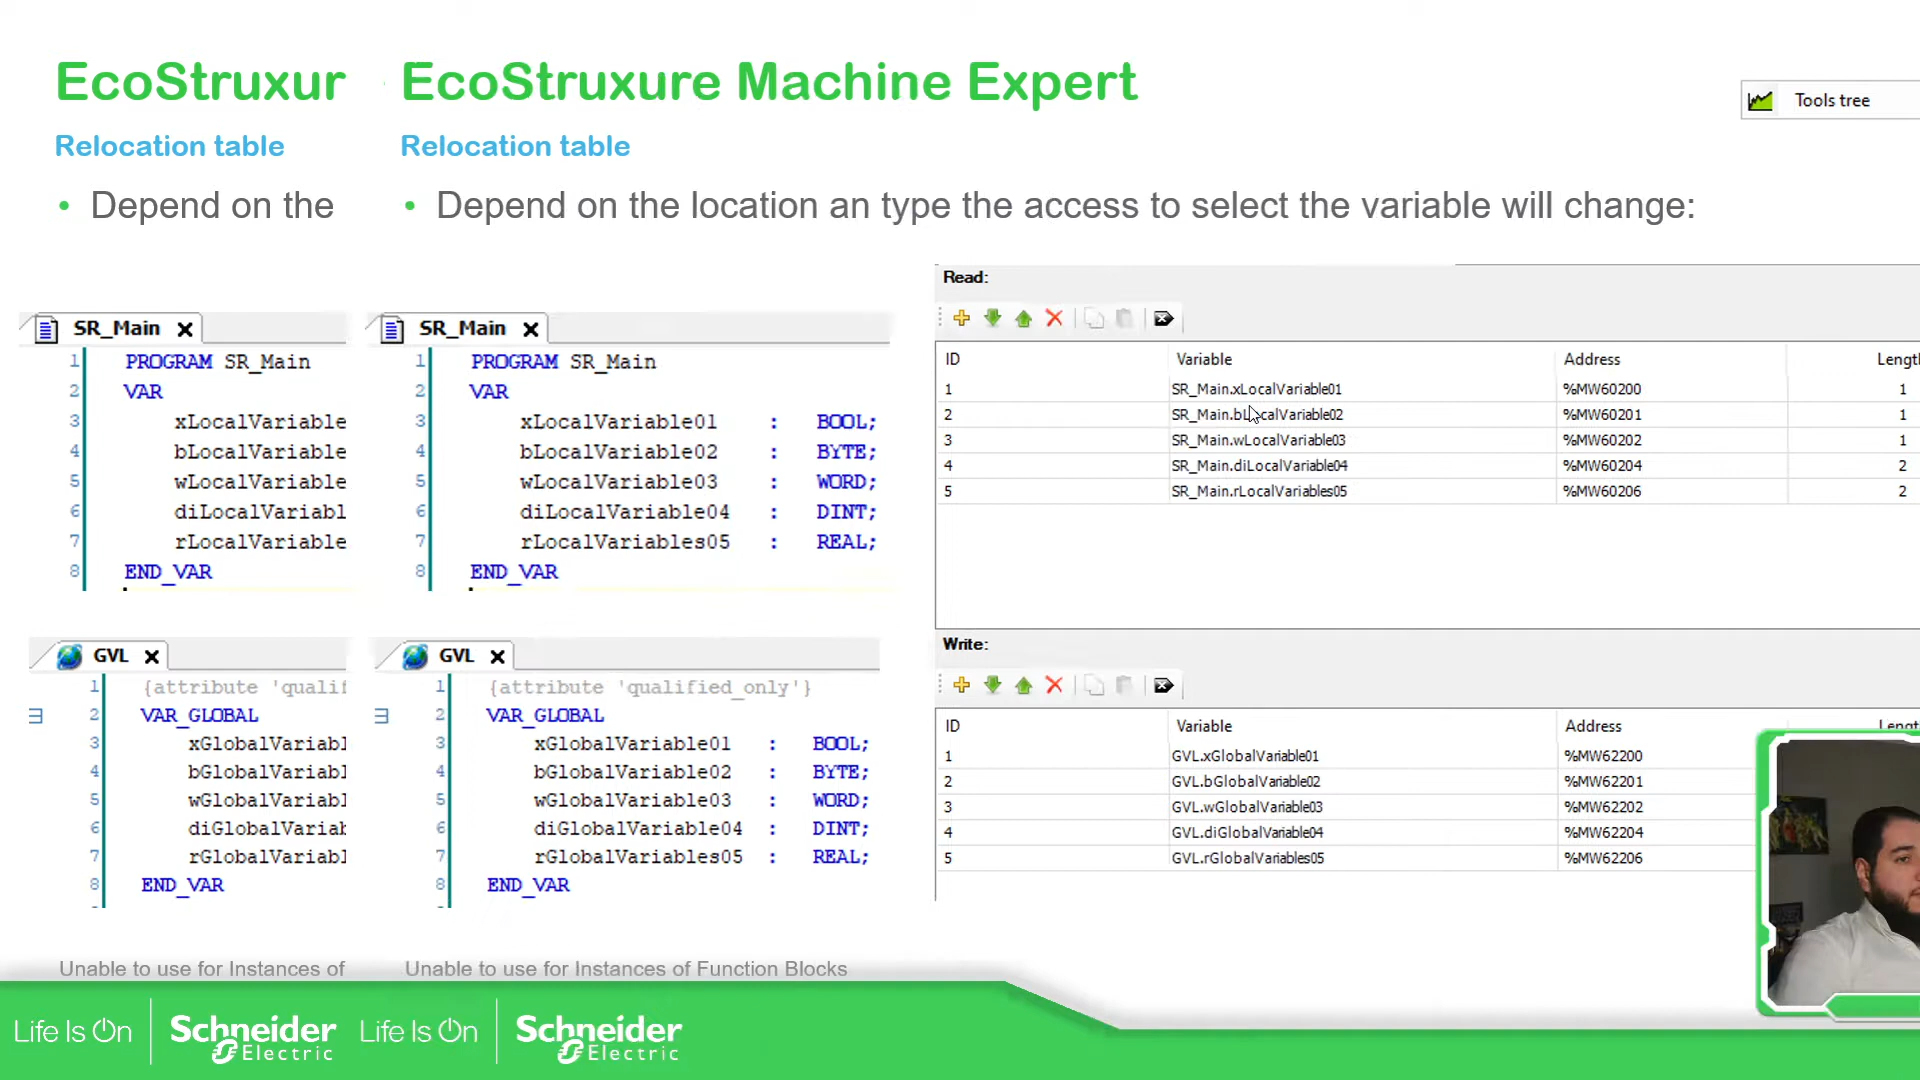 EcoStruxur
EcoStruxure Machine Expert
Tools tree
Relocation table
Relocation table
• Depend on the
• Depend on the location an type the access to select the variable will change:
SR_Main
1 PROGRAM SR_Main
2 VAR
3 xLocalVariable
4 bLocalVariable
5 wLocalVariable
6 diLocalVariabl
7 rLocalVariable
8 END_VAR
SR_Main
1 PROGRAM SR_Main
2 VAR
3 xLocalVariable01 : BOOL;
4 bLocalVariable02 : BYTE;
5 wLocalVariable03 : WORD;
6 diLocalVariable04 : DINT;
7 rLocalVariables05 : REAL;
8 END_VAR
GVL
1 {attribute 'qualif
2 VAR_GLOBAL
3 xGlobalVariabl
4 bGlobalVariabl
5 wGlobalVariabl
6 diGlobalVariab
7 rGlobalVariabl
8 END_VAR
GVL
1 {attribute 'qualified_only'}
2 VAR_GLOBAL
3 xGlobalVariable01 : BOOL;
4 bGlobalVariable02 : BYTE;
5 wGlobalVariable03 : WORD;
6 diGlobalVariable04 : DINT;
7 rGlobalVariables05 : REAL;
8 END_VAR
Read:
ID Variable Address Lengt
1 SR_Main.xLocalVariable01 %MW60200 1
2 SR_Main.bLocalVariable02 %MW60201 1
3 SR_Main.wLocalVariable03 %MW60202 1
4 SR_Main.diLocalVariable04 %MW60204 2
5 SR_Main.rLocalVariables05 %MW60206 2
Write:
ID Variable Address Lengt
1 GVL.xGlobalVariable01 %MW62200
2 GVL.bGlobalVariable02 %MW62201
3 GVL.wGlobalVariable03 %MW62202
4 GVL.diGlobalVariable04 %MW62204
5 GVL.rGlobalVariables05 %MW62206
Unable to use for Instances of
Unable to use for Instances of Function Blocks
Life Is On Schneider Electric
Life Is On Schneider Electric